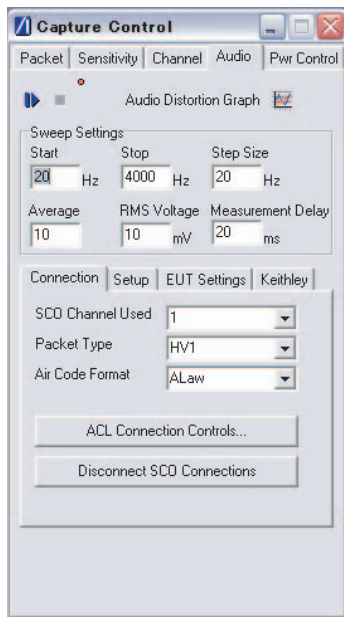 Capture Control
Packet Sensitivity Channel Audio Pwr Control
Audio Distortion Graph
Sweep Settings
Start Stop Step Size
20 Hz 4000 Hz 20 Hz
Average RMS Voltage Measurement Delay
10 10 mV 20 ms
Connection Setup EUT Settings Keithley
SCO Channel Used 1
Packet Type HV1
Air Code Format ALaw
ACL Connection Controls...
Disconnect SCO Connections